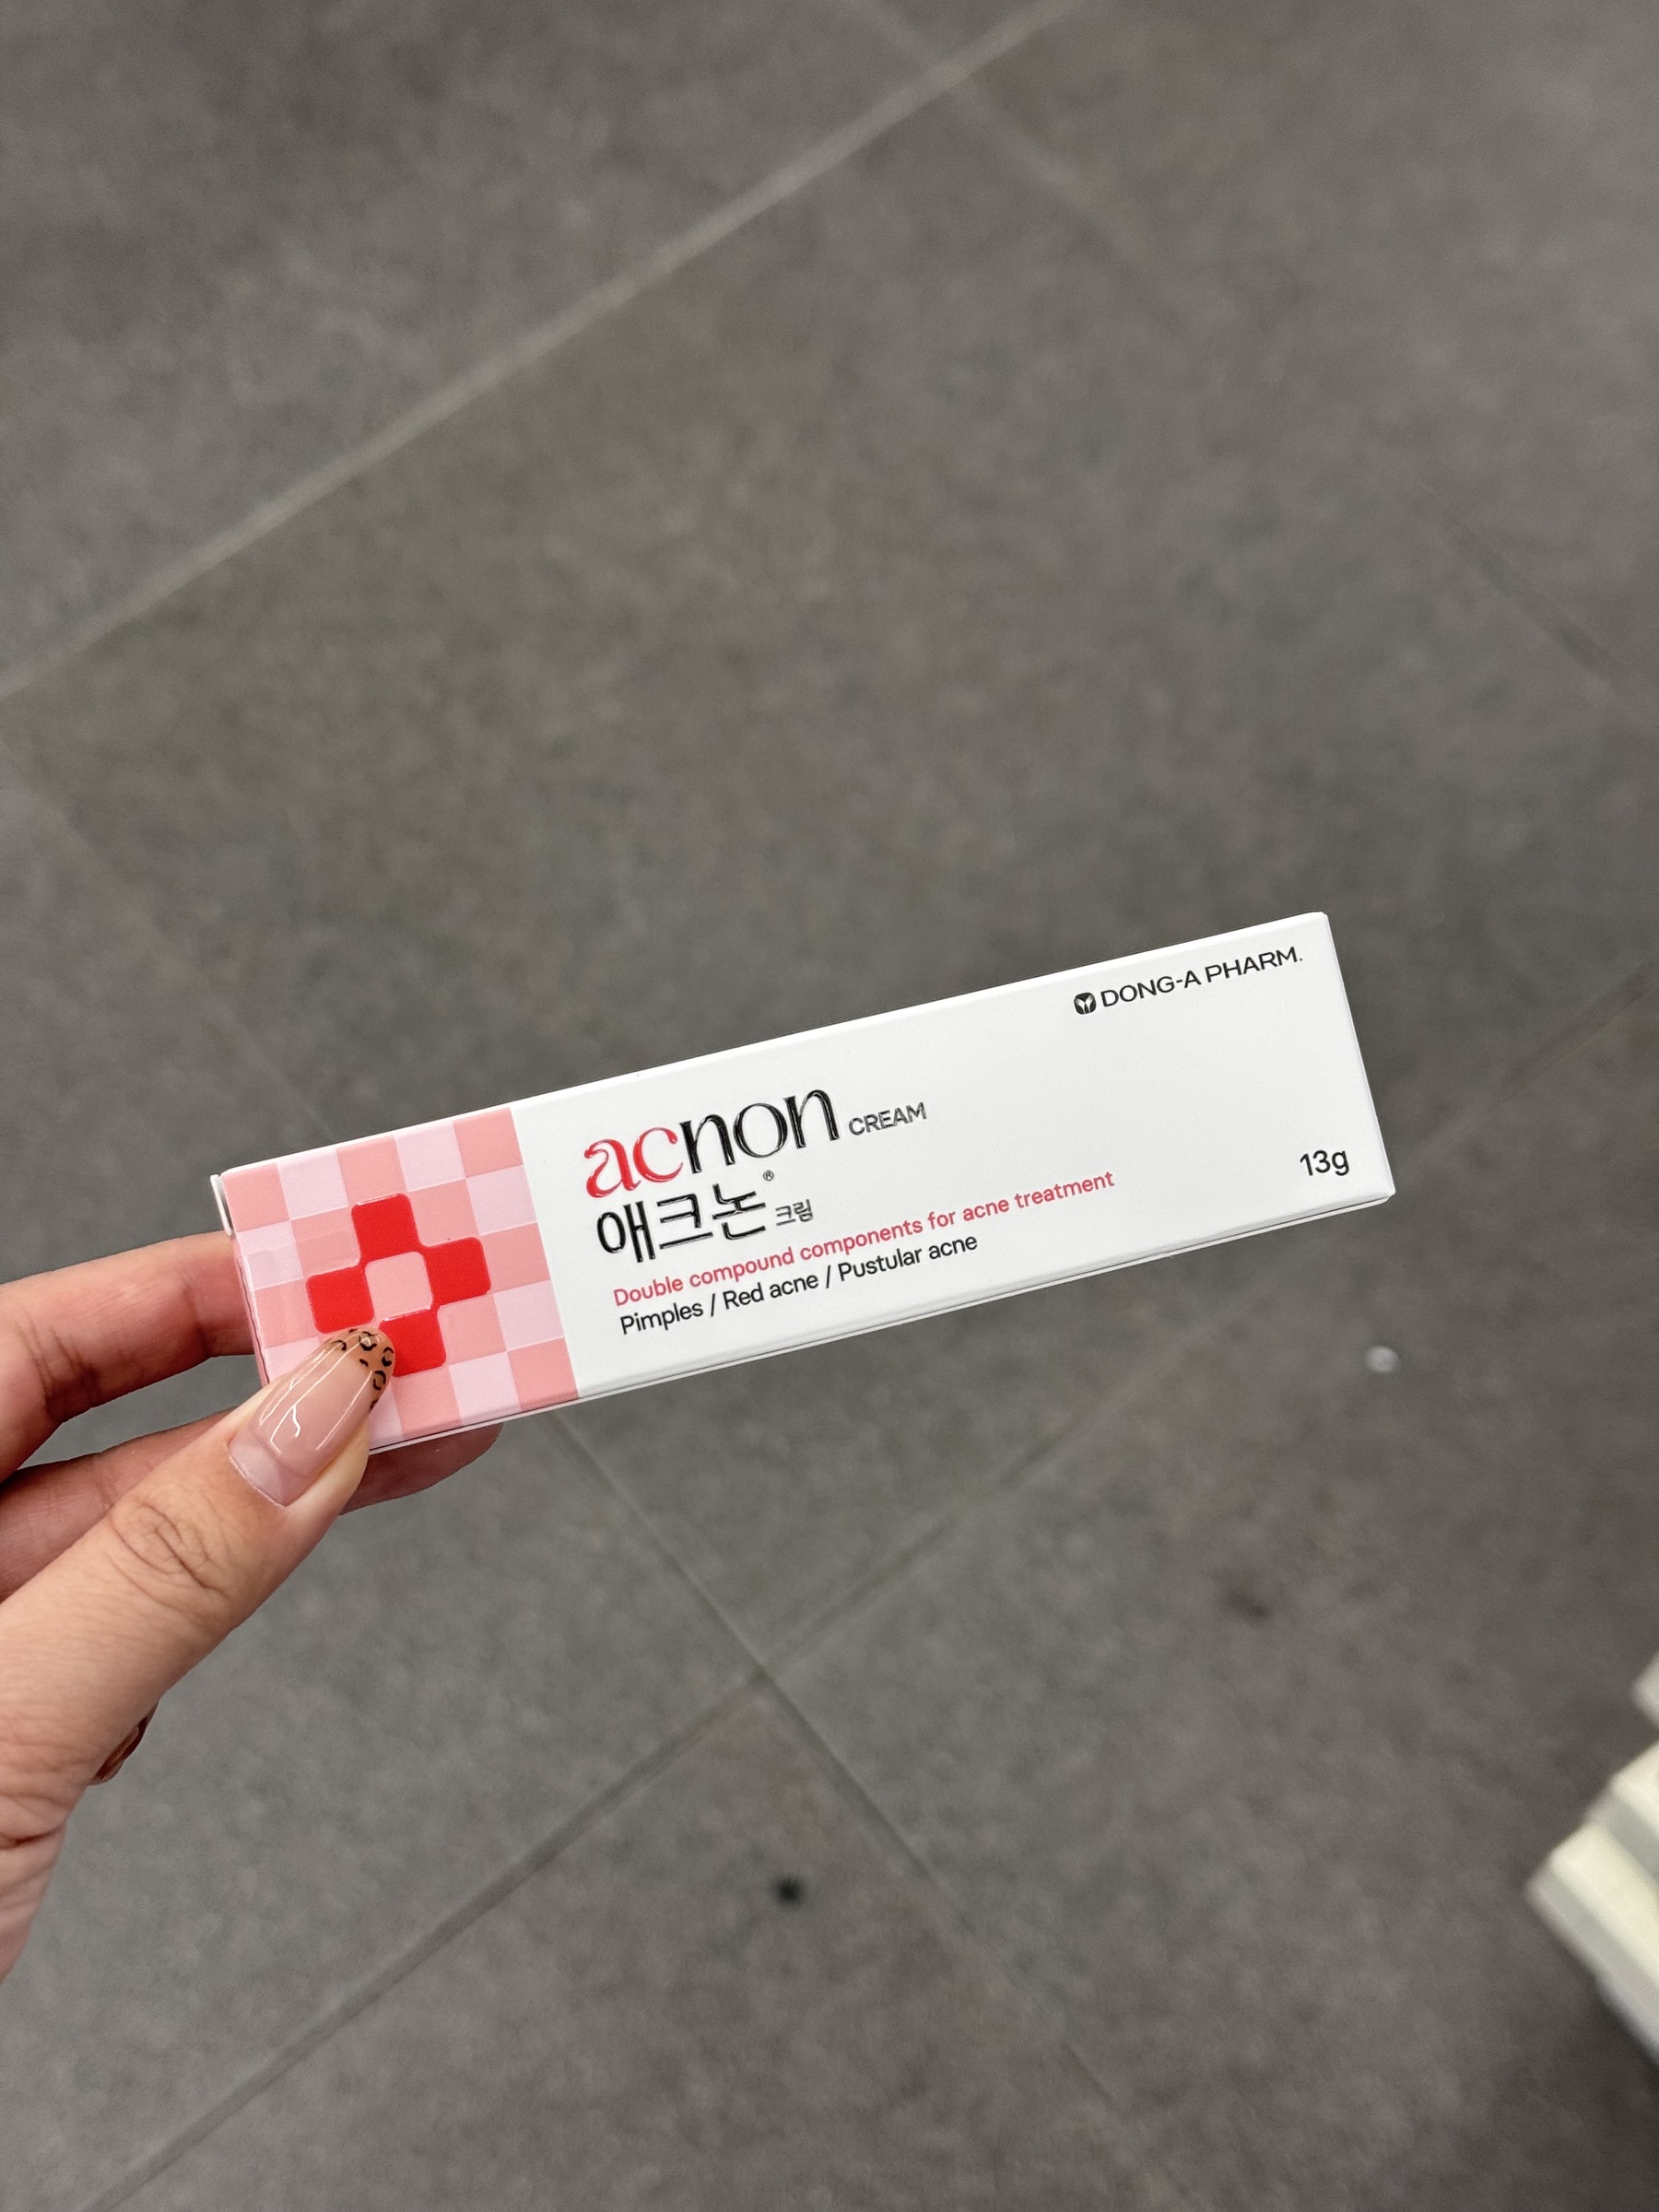 DONG-A PHARM.
acnon CREAM
애크논® 크림
Double compound components for acne treatment
Pimples / Red acne / Pustular acne
13g